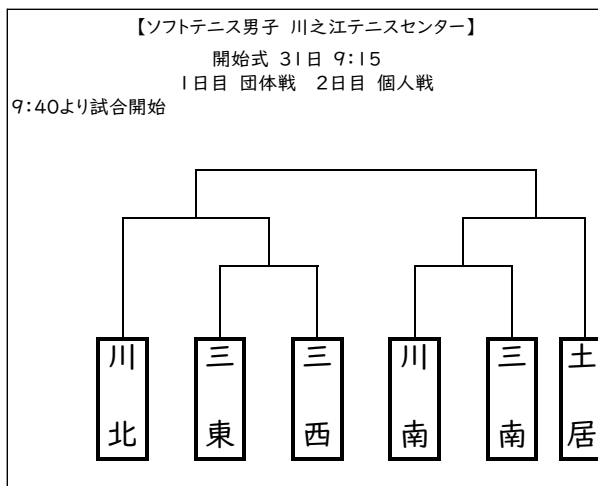 【ソフトテニス男子 川之江テニスセンター】
開始式 31日 9:15
1日目 団体戦　2日目 個人戦
9:40より試合開始
川北
三東
三西
川南
三南
土居